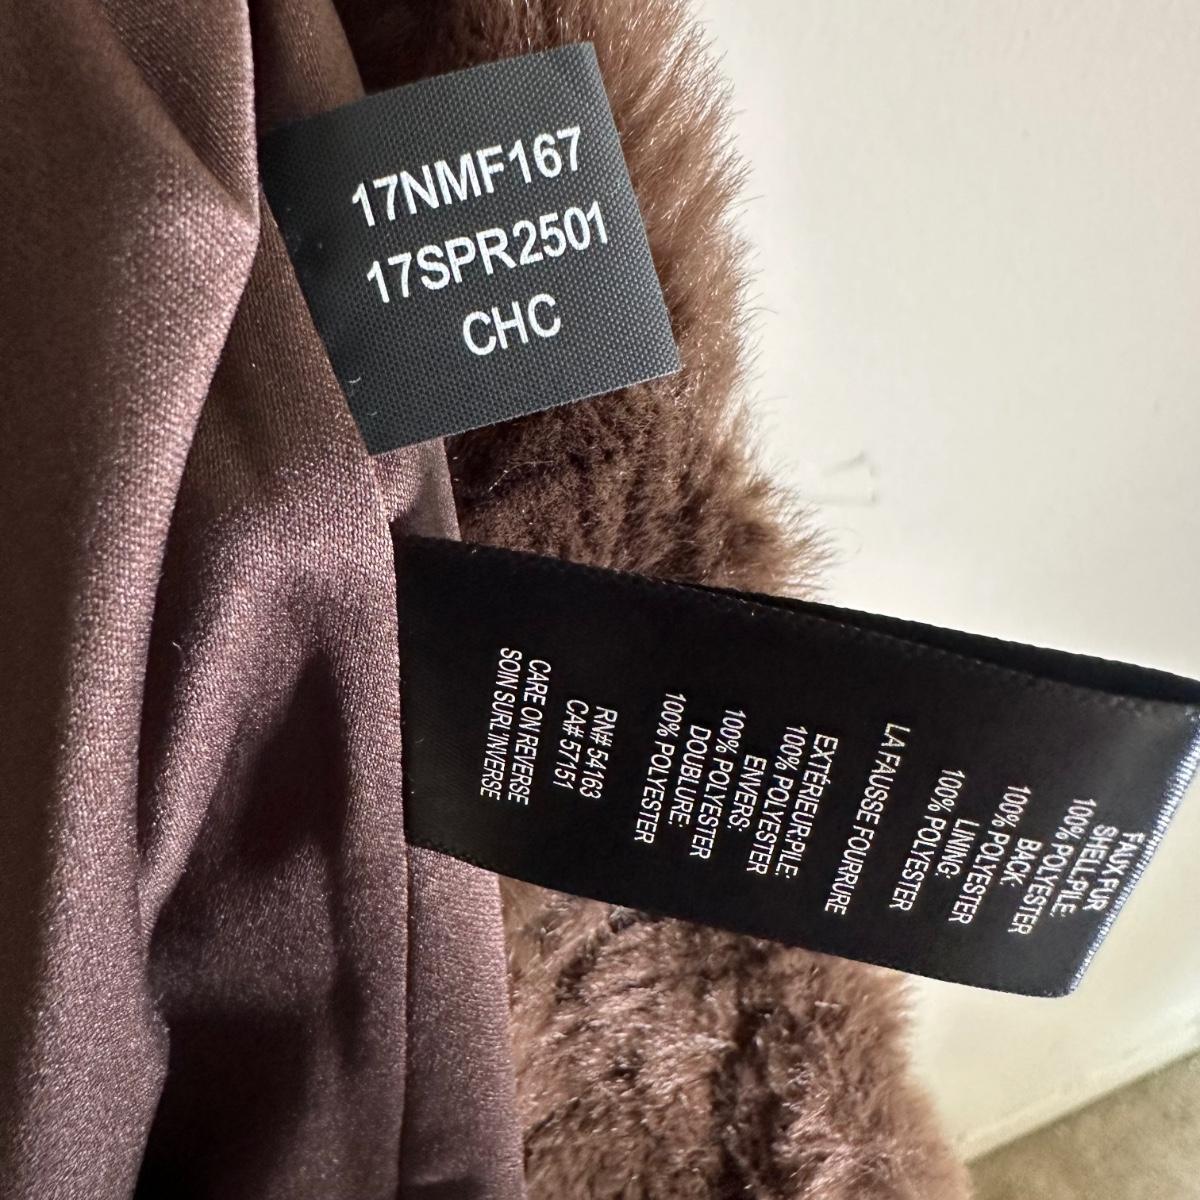 17NMF167
17SPR2501
CHC
FAUX FUR
SHELL-PILE:
100% POLYESTER
BACK:
100% POLYESTER
LINING:
100% POLYESTER
LA FAUSSE FOURRURE
EXTÉRIEUR-PILE:
100% POLYESTER
ENVERS:
100% POLYESTER
DOUBLURE:
100% POLYESTER
RN# 54163
CA# 57151
CARE ON REVERSE
SOIN SUR L'INVERSE